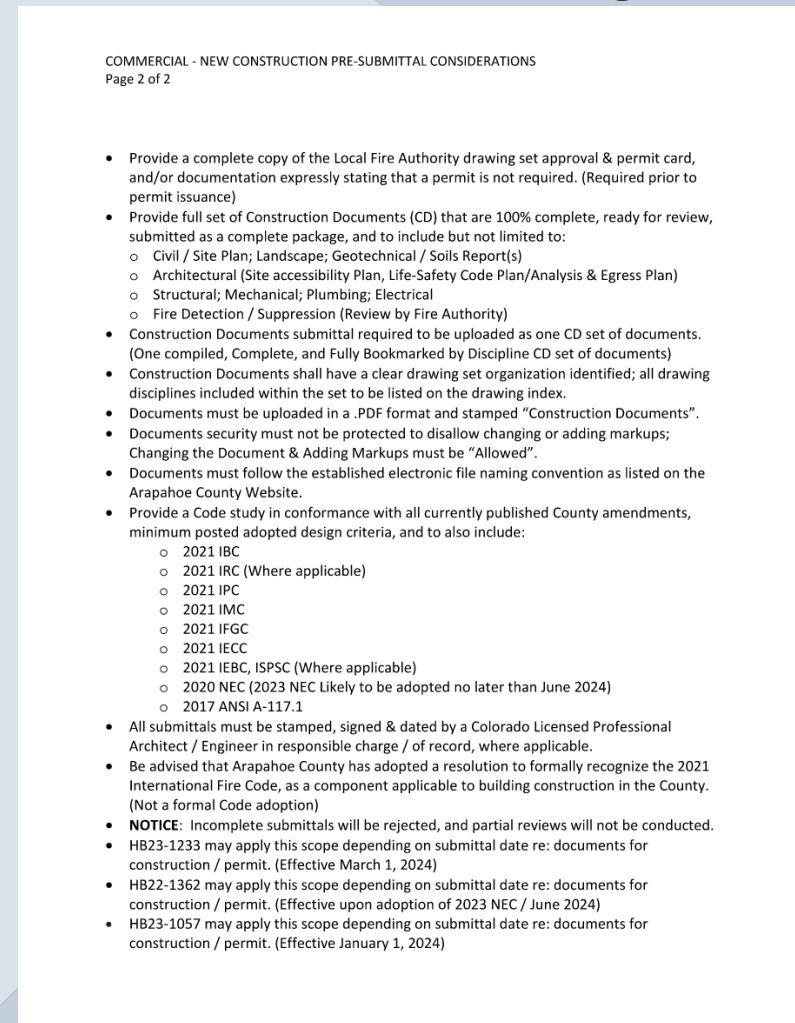 COMMERCIAL - NEW CONSTRUCTION PRE-SUBMITTAL CONSIDERATIONS
Page 2 of 2
• Provide a complete copy of the Local Fire Authority drawing set approval & permit card,
and/or documentation expressly stating that a permit is not required. (Required prior to
permit issuance)
• Provide full set of Construction Documents (CD) that are 100% complete, ready for review,
submitted as a complete package, and to include but not limited to:
o Civil / Site Plan; Landscape; Geotechnical / Soils Report(s)
o Architectural (Site accessibility Plan, Life-Safety Code Plan/Analysis & Egress Plan)
o Structural; Mechanical; Plumbing; Electrical
o Fire Detection / Suppression (Review by Fire Authority)
• Construction Documents submittal required to be uploaded as one CD set of documents.
(One compiled, Complete, and Fully Bookmarked by Discipline CD set of documents)
• Construction Documents shall have a clear drawing set organization identified; all drawing
disciplines included within the set to be listed on the drawing index.
• Documents must be uploaded in a .PDF format and stamped “Construction Documents”.
• Documents security must not be protected to disallow changing or adding markups;
Changing the Document & Adding Markups must be “Allowed”.
• Documents must follow the established electronic file naming convention as listed on the
Arapahoe County Website.
• Provide a Code study in conformance with all currently published County amendments,
minimum posted adopted design criteria, and to also include:
o 2021 IBC
o 2021 IRC (Where applicable)
o 2021 IPC
o 2021 IMC
o 2021 IFGC
o 2021 IECC
o 2021 IEBC, ISPSC (Where applicable)
o 2020 NEC (2023 NEC Likely to be adopted no later than June 2024)
o 2017 ANSI A-117.1
• All submittals must be stamped, signed & dated by a Colorado Licensed Professional
Architect / Engineer in responsible charge / of record, where applicable.
• Be advised that Arapahoe County has adopted a resolution to formally recognize the 2021
International Fire Code, as a component applicable to building construction in the County.
(Not a formal Code adoption)
• NOTICE: Incomplete submittals will be rejected, and partial reviews will not be conducted.
• HB23-1233 may apply this scope depending on submittal date re: documents for
construction / permit. (Effective March 1, 2024)
• HB22-1362 may apply this scope depending on submittal date re: documents for
construction / permit. (Effective upon adoption of 2023 NEC / June 2024)
• HB23-1057 may apply this scope depending on submittal date re: documents for
construction / permit. (Effective January 1, 2024)